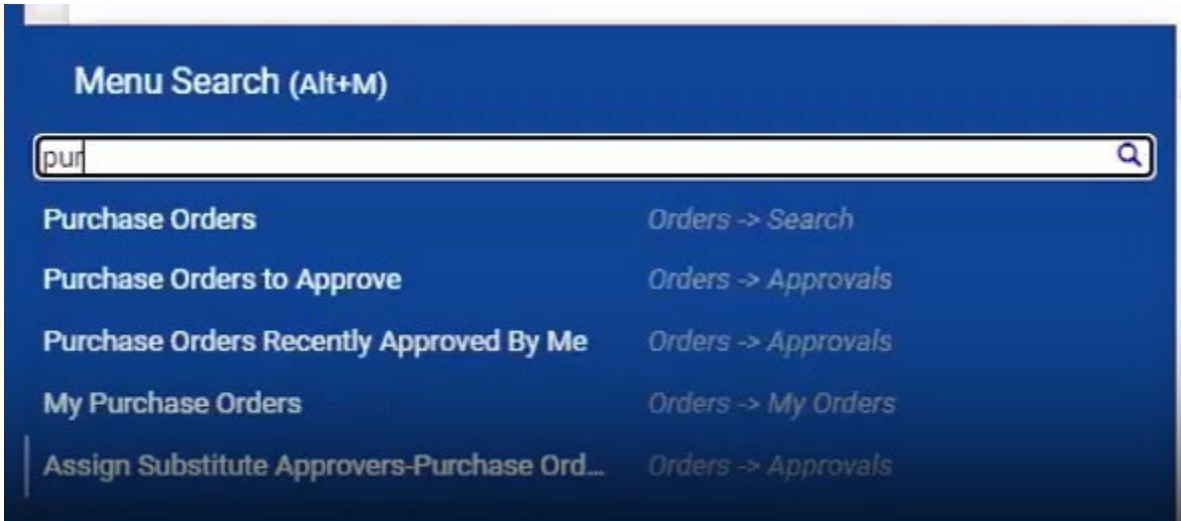 Menu Search (Alt+M)
pur
Purchase Orders Orders -> Search
Purchase Orders to Approve Orders -> Approvals
Purchase Orders Recently Approved By Me Orders -> Approvals
My Purchase Orders Orders -> My Orders
Assign Substitute Approvers-Purchase Ord... Orders -> Approvals